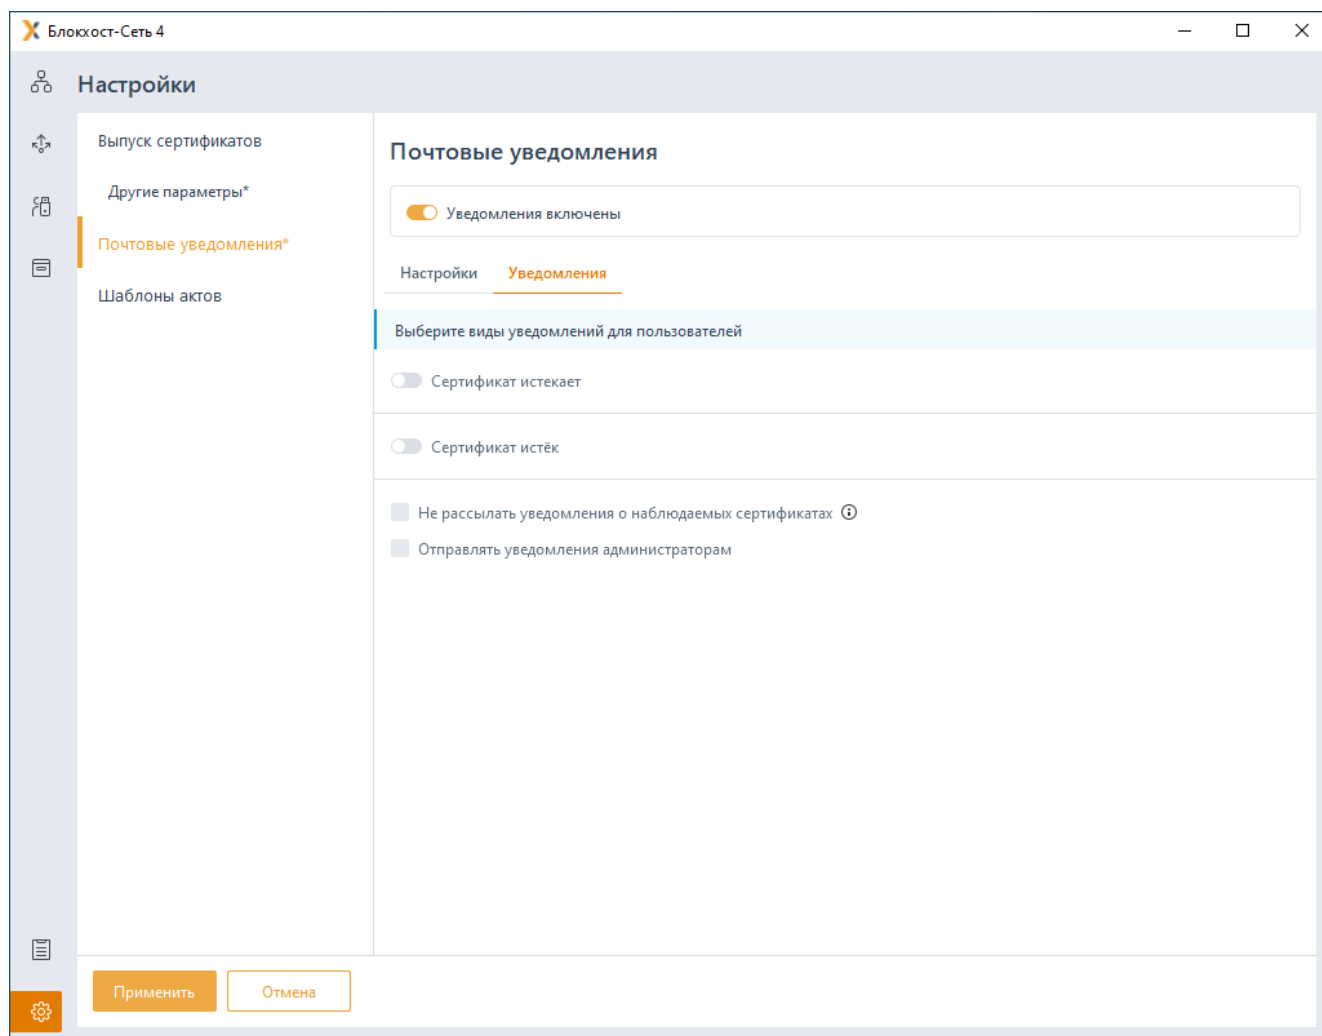 Блокхост-Сеть 4
Настройки
Выпуск сертификатов
Другие параметры*
Почтовые уведомления*
Шаблоны актов
Почтовые уведомления
Уведомления включены
Настройки Уведомления
Выберите виды уведомлений для пользователей
Сертификат истекает
Сертификат истёк
Не рассылать уведомления о наблюдаемых сертификатах
Отправлять уведомления администраторам
Применить Отмена